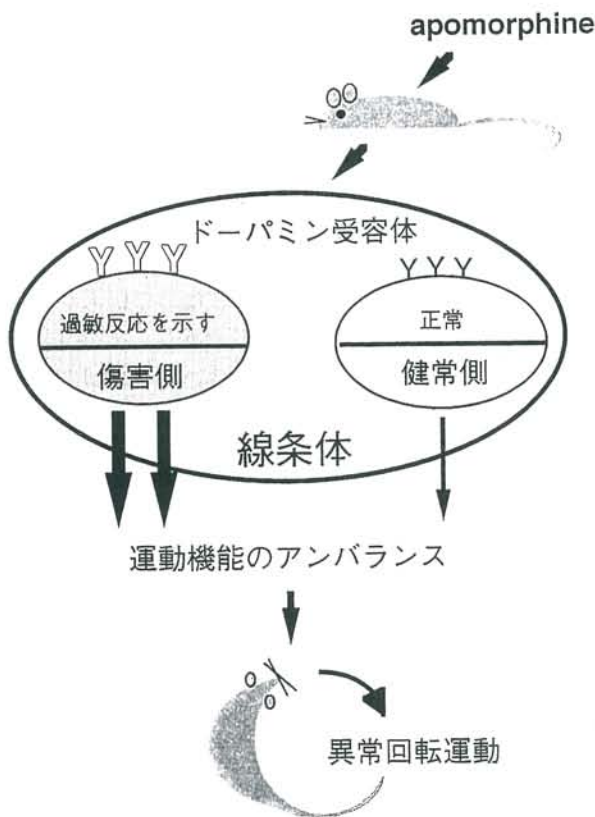 apomorphine
ドーパミン受容体
過敏反応を示す
正常
傷害側
健常側
線条体
運動機能のアンバランス
異常回転運動